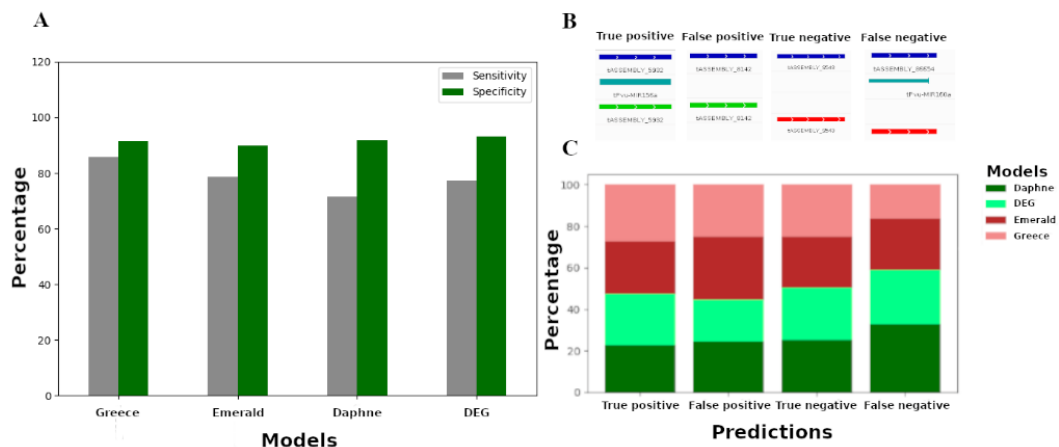 A
120
100
80
60
40
20
0
Percentage
Sensitivity
Specificity
Greece
Emerald
Daphne
DEG
Models
B
True positive
False positive
True negative
False negative
tASSEMBLY_8142
tASSEMBLY_8142
C
100
80
60
40
20
0
Percentage
True positive
False positive
True negative
False negative
Predictions
Models
Daphne
DEG
Emerald
Greece